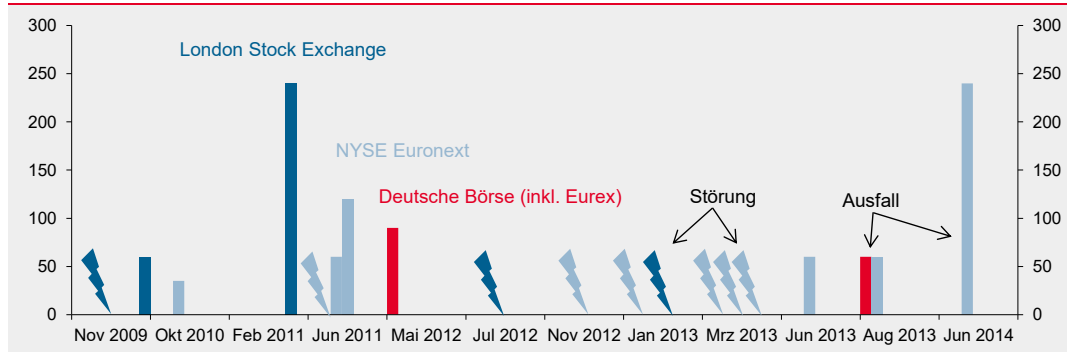 300
250
200
150
100
50
0
London Stock Exchange
NYSE Euronext
Deutsche Börse (inkl. Eurex)
Störung
Ausfall
300
250
200
150
100
50
0
Nov 2009 Okt 2010 Feb 2011 Jun 2011 Mai 2012 Jul 2012 Nov 2012 Jan 2013 Mrz 2013 Jun 2013 Aug 2013 Jun 2014